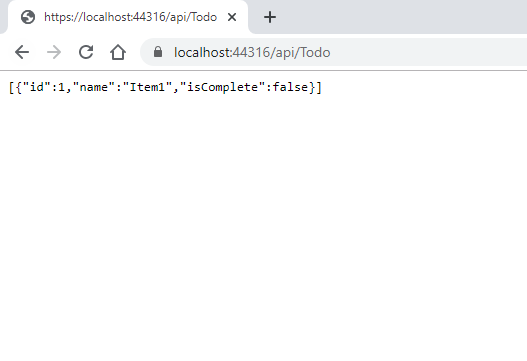 https://localhost:44316/api/Todo
localhost:44316/api/Todo
[{"id":1,"name":"Item1","isComplete":false}]